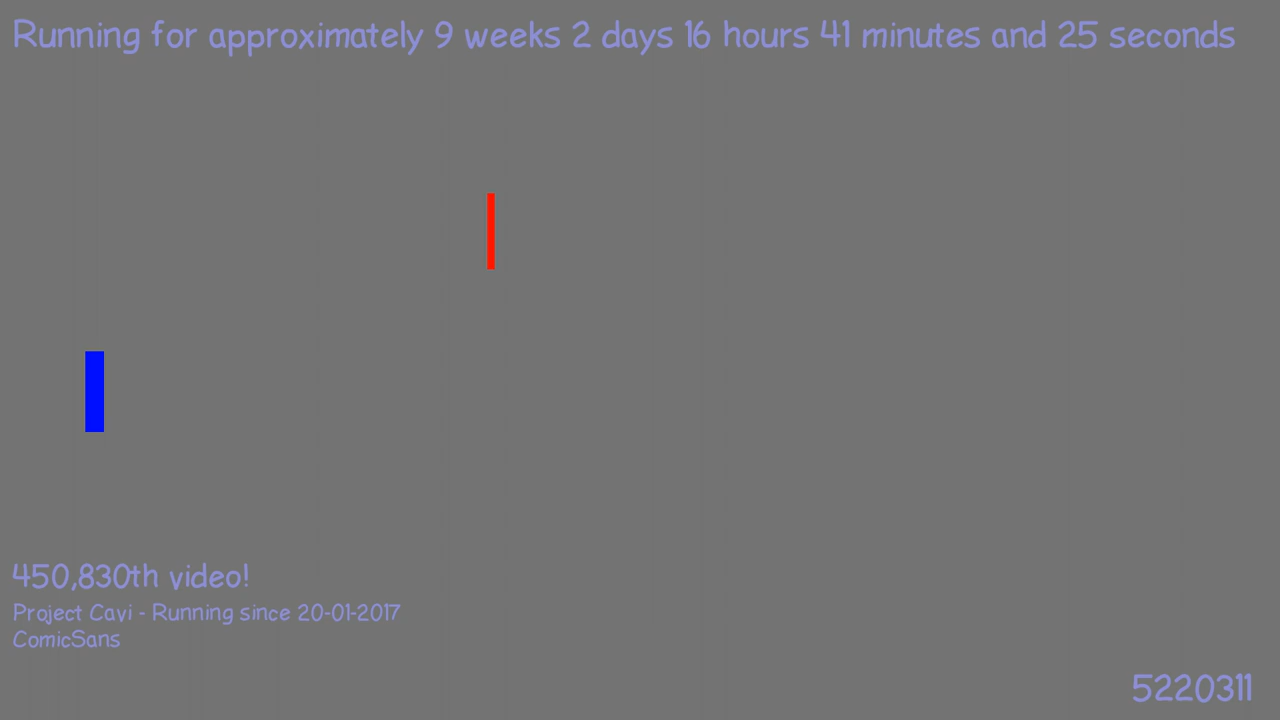 Running for approximately 9 weeks 2 days 16 hours 41 minutes and 25 seconds
450,830th video!
Project Cavi - Running since 20-01-2017
ComicSans
5220311